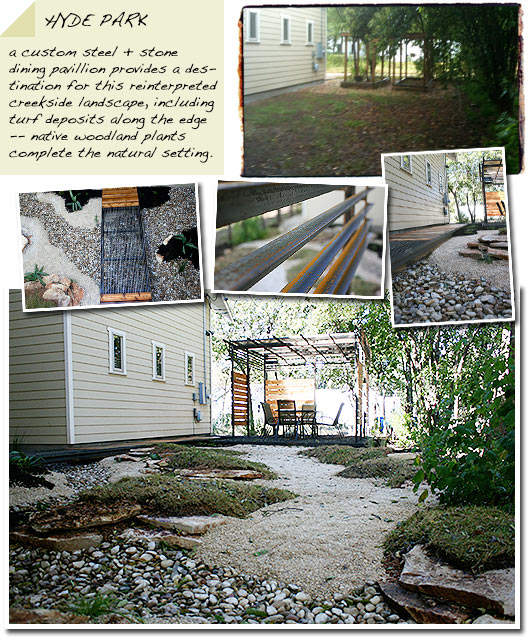 HYDE PARK
a custom steel + stone
dining pavillion provides a des-
tination for this reinterpreted
creekside landscape, including
turf deposits along the edge
-- native woodland plants
complete the natural setting.